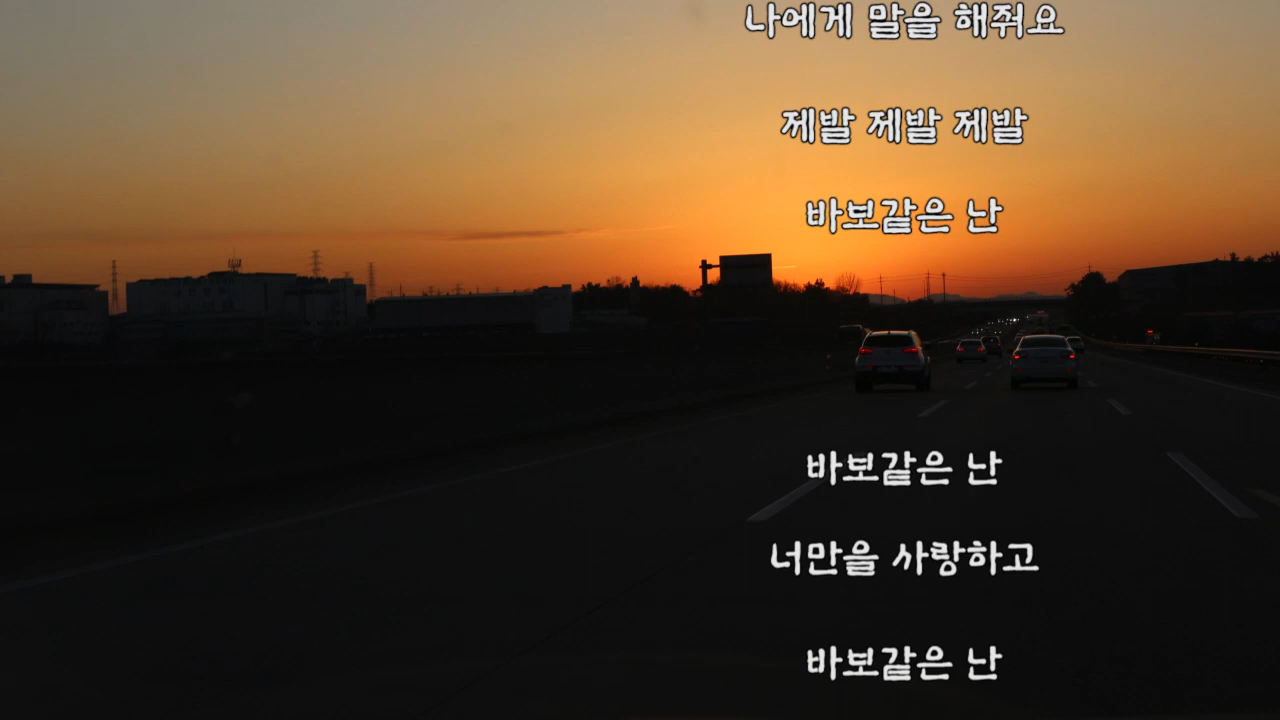 나에게 말을 해줘요
제발 제발 제발
바보같은 난
바보같은 난
너만을 사랑하고
바보같은 난